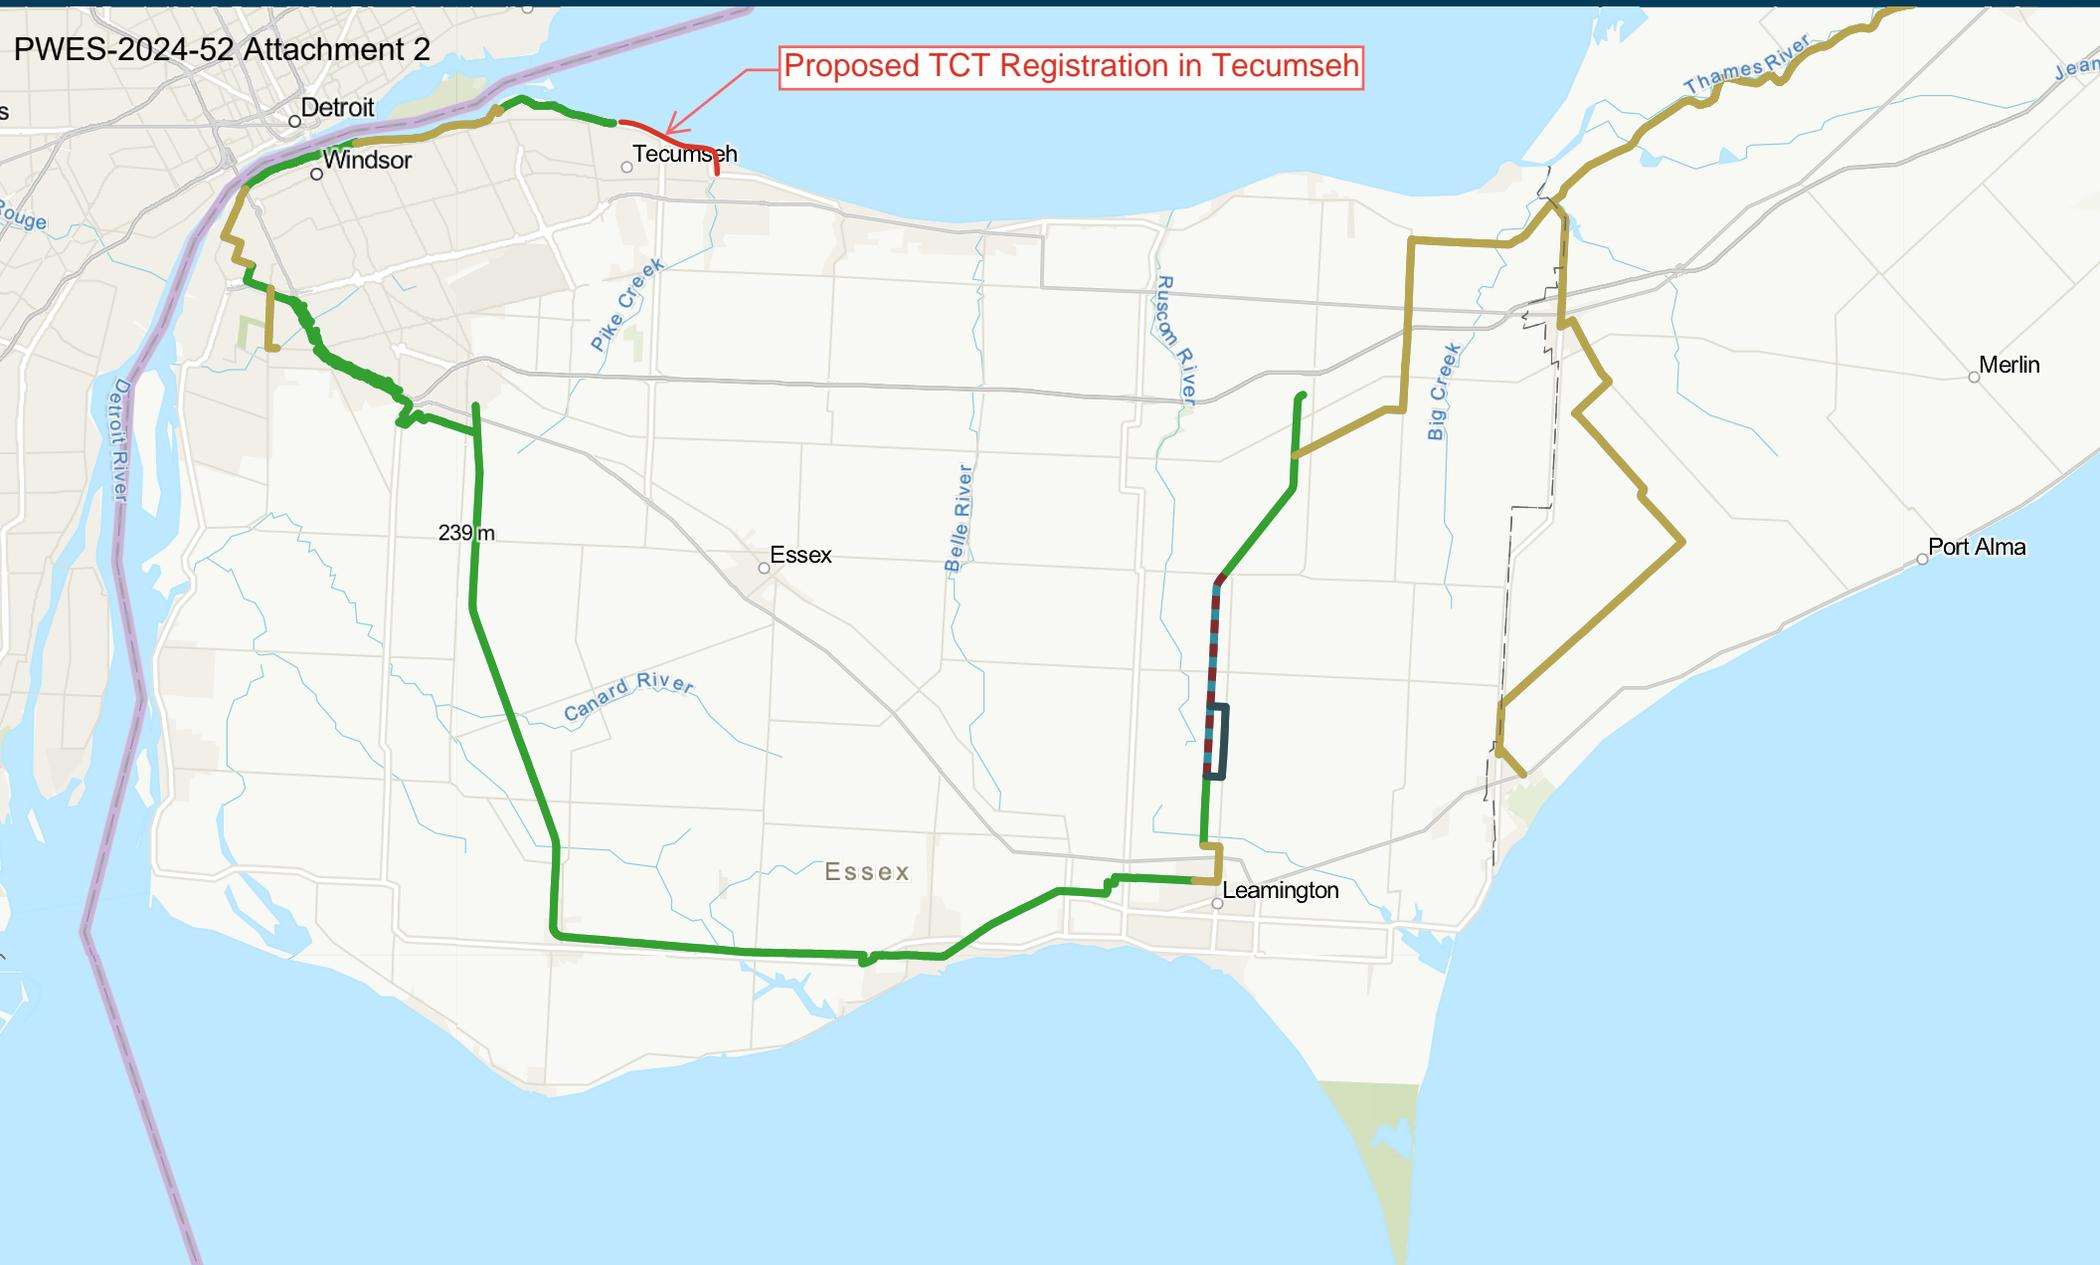 PWES-2024-52 Attachment 2
Proposed TCT Registration in Tecumseh
Thames River
Detroit
Windsor
Tecumseh
Rouge
Pike Creek
Ruscom River
Big Creek
Merlin
Detroit River
239 m
Essex
Belle River
Port Alma
Canard River
Essex
Leamington